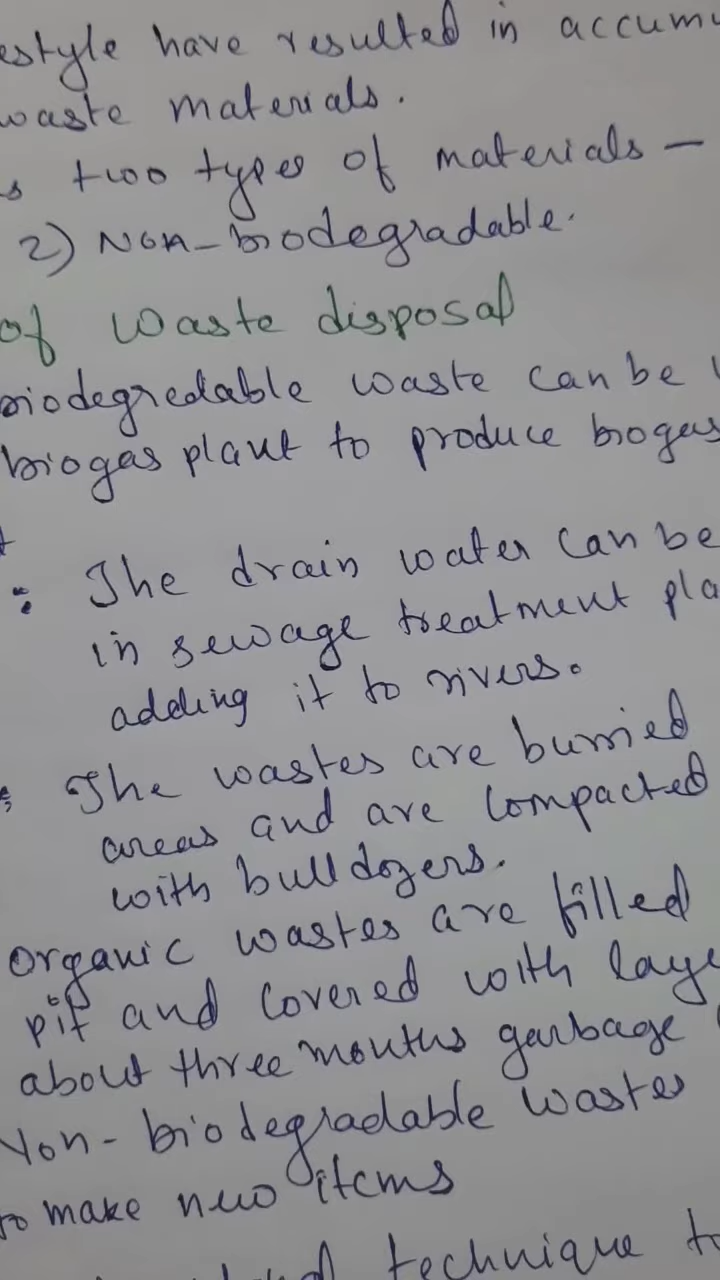 estyle have resulted in accumu
waste materials.
s two types of materials –
2) Non-biodegradable.
of waste disposal
biodegredable waste can be
biogas plant to produce biogas
: The drain water can be
in sewage treatment pla
adding it to rivers.
: The wastes are burried
areas and are compacted
with bulldozers.
Organic wastes are filled
pit and covered with laye
about three months garbage
Non-biodegradable wastes
to make new items
technique to